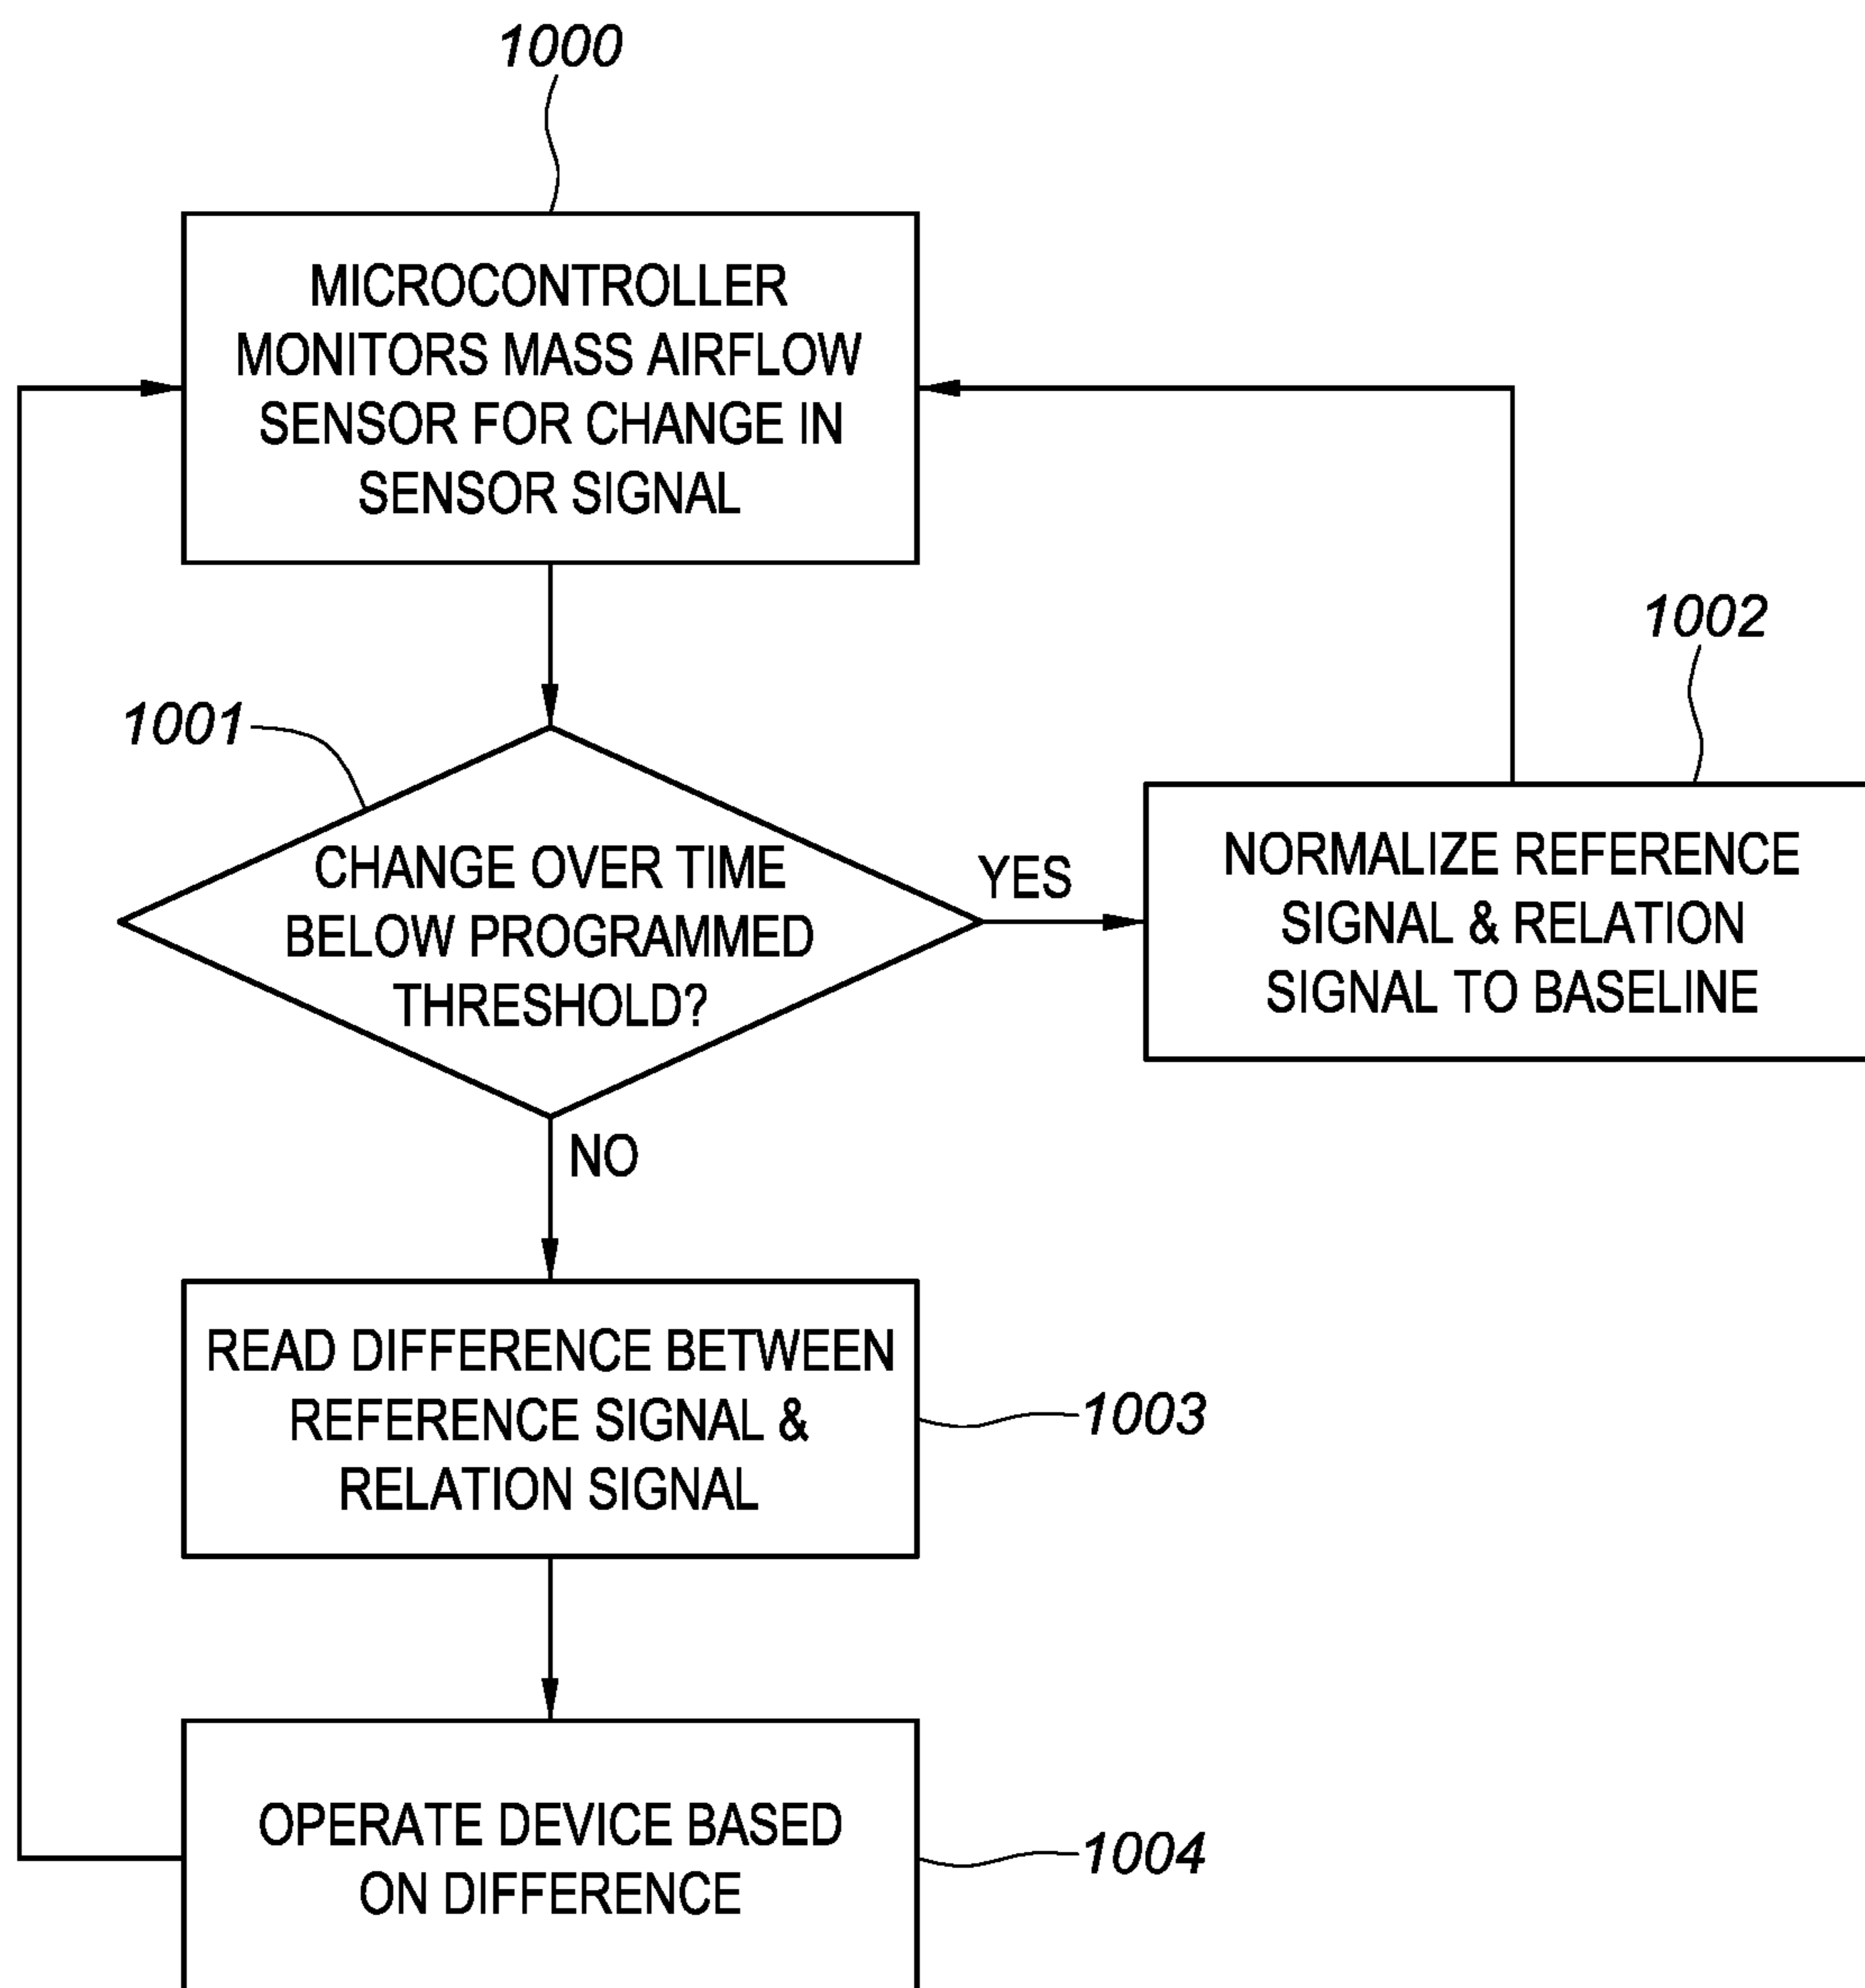 1000
MICROCONTROLLER
MONITORS MASS AIRFLOW
SENSOR FOR CHANGE IN
SENSOR SIGNAL
1001
CHANGE OVER TIME
BELOW PROGRAMMED
THRESHOLD?
YES
1002
NORMALIZE REFERENCE
SIGNAL & RELATION
SIGNAL TO BASELINE
NO
READ DIFFERENCE BETWEEN
REFERENCE SIGNAL &
RELATION SIGNAL
1003
OPERATE DEVICE BASED
ON DIFFERENCE
1004